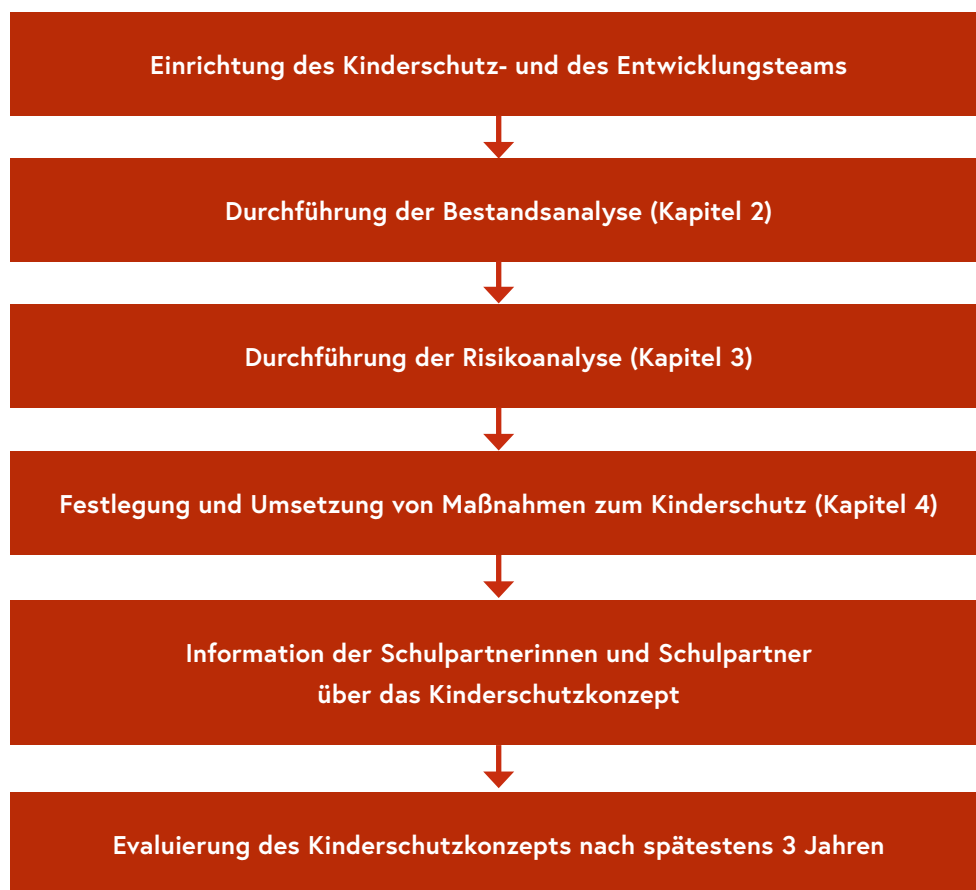 Einrichtung des Kinderschutz- und des Entwicklungsteams
Durchführung der Bestandsanalyse (Kapitel 2)
Durchführung der Risikoanalyse (Kapitel 3)
Festlegung und Umsetzung von Maßnahmen zum Kinderschutz (Kapitel 4)
Information der Schulpartnerinnen und Schulpartner
über das Kinderschutzkonzept
Evaluierung des Kinderschutzkonzepts nach spätestens 3 Jahren